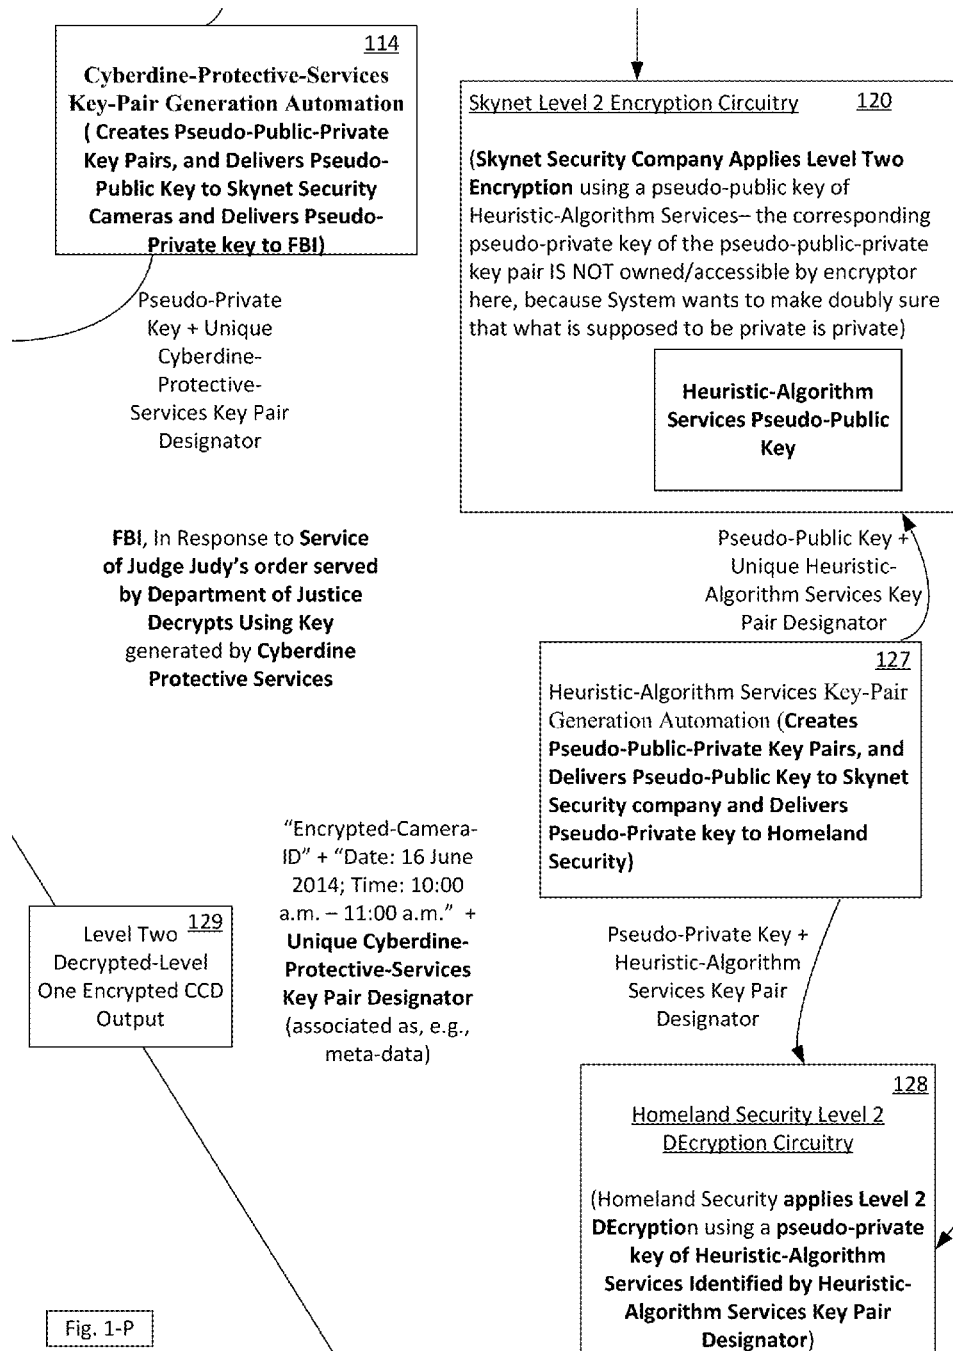 114
Cyberdine-Protective-Services
Key-Pair Generation Automation
( Creates Pseudo-Public-Private
Key Pairs, and Delivers Pseudo-
Public Key to Skynet Security
Cameras and Delivers Pseudo-
Private key to FBI)
Pseudo-Private
Key + Unique
Cyberdine-
Protective-
Services Key Pair
Designator
Skynet Level 2 Encryption Circuitry 120
(Skynet Security Company Applies Level Two
Encryption using a pseudo-public key of
Heuristic-Algorithm Services– the corresponding
pseudo-private key of the pseudo-public-private
key pair IS NOT owned/accessible by encryptor
here, because System wants to make doubly sure
that what is supposed to be private is private)
Heuristic-Algorithm
Services Pseudo-Public
Key
FBI, In Response to Service
of Judge Judy’s order served
by Department of Justice
Decrypts Using Key
generated by Cyberdine
Protective Services
Pseudo-Public Key +
Unique Heuristic-
Algorithm Services Key
Pair Designator
127
Heuristic-Algorithm Services Key-Pair
Generation Automation (Creates
Pseudo-Public-Private Key Pairs, and
Delivers Pseudo-Public Key to Skynet
Security company and Delivers
Pseudo-Private key to Homeland
Security)
“Encrypted-Camera-
ID” + “Date: 16 June
2014; Time: 10:00
a.m. – 11:00 a.m.” +
Unique Cyberdine-
Protective-Services
Key Pair Designator
(associated as, e.g.,
meta-data)
129
Level Two
Decrypted-Level
One Encrypted CCD
Output
Pseudo-Private Key +
Heuristic-Algorithm
Services Key Pair
Designator
128
Homeland Security Level 2
DEcryption Circuitry
(Homeland Security applies Level 2
DEcryption using a pseudo-private
key of Heuristic-Algorithm
Services Identified by Heuristic-
Algorithm Services Key Pair
Designator)
Fig. 1-P